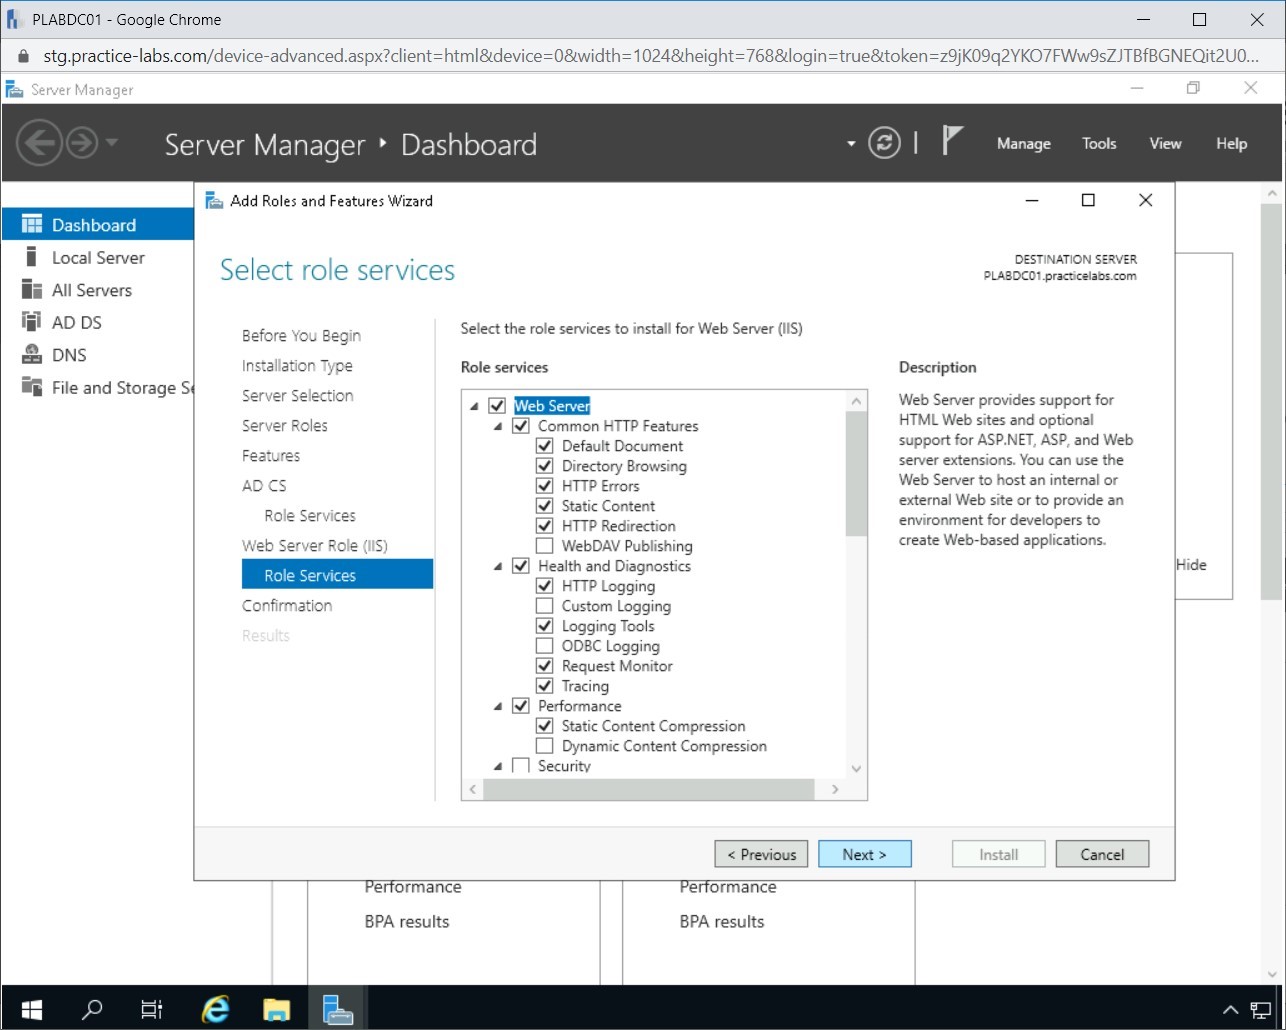 PLABDC01 - Google Chrome
stg.practice-labs.com/device-advanced.aspx?client=html&device=0&width=1024&height=768&login=true&token=z9jK09q2YKO7FWw9sZJTBfBGNEQit2U0...
Server Manager
Server Manager ‣ Dashboard
Manage Tools View Help
Dashboard
Local Server
All Servers
AD DS
DNS
File and Storage Se
Add Roles and Features Wizard
Select role services
DESTINATION SERVER
PLABDC01.practicelabs.com
Before You Begin
Installation Type
Server Selection
Server Roles
Features
AD CS
Role Services
Web Server Role (IIS)
Role Services
Confirmation
Results
Select the role services to install for Web Server (IIS)
Role services
Web Server
Common HTTP Features
Default Document
Directory Browsing
HTTP Errors
Static Content
HTTP Redirection
WebDAV Publishing
Health and Diagnostics
HTTP Logging
Custom Logging
Logging Tools
ODBC Logging
Request Monitor
Tracing
Performance
Static Content Compression
Dynamic Content Compression
Security
Description
Web Server provides support for
HTML Web sites and optional
support for ASP.NET, ASP, and Web
server extensions. You can use the
Web Server to host an internal or
external Web site or to provide an
environment for developers to
create Web-based applications.
Hide
< Previous
Next >
Install
Cancel
Performance
BPA results
Performance
BPA results